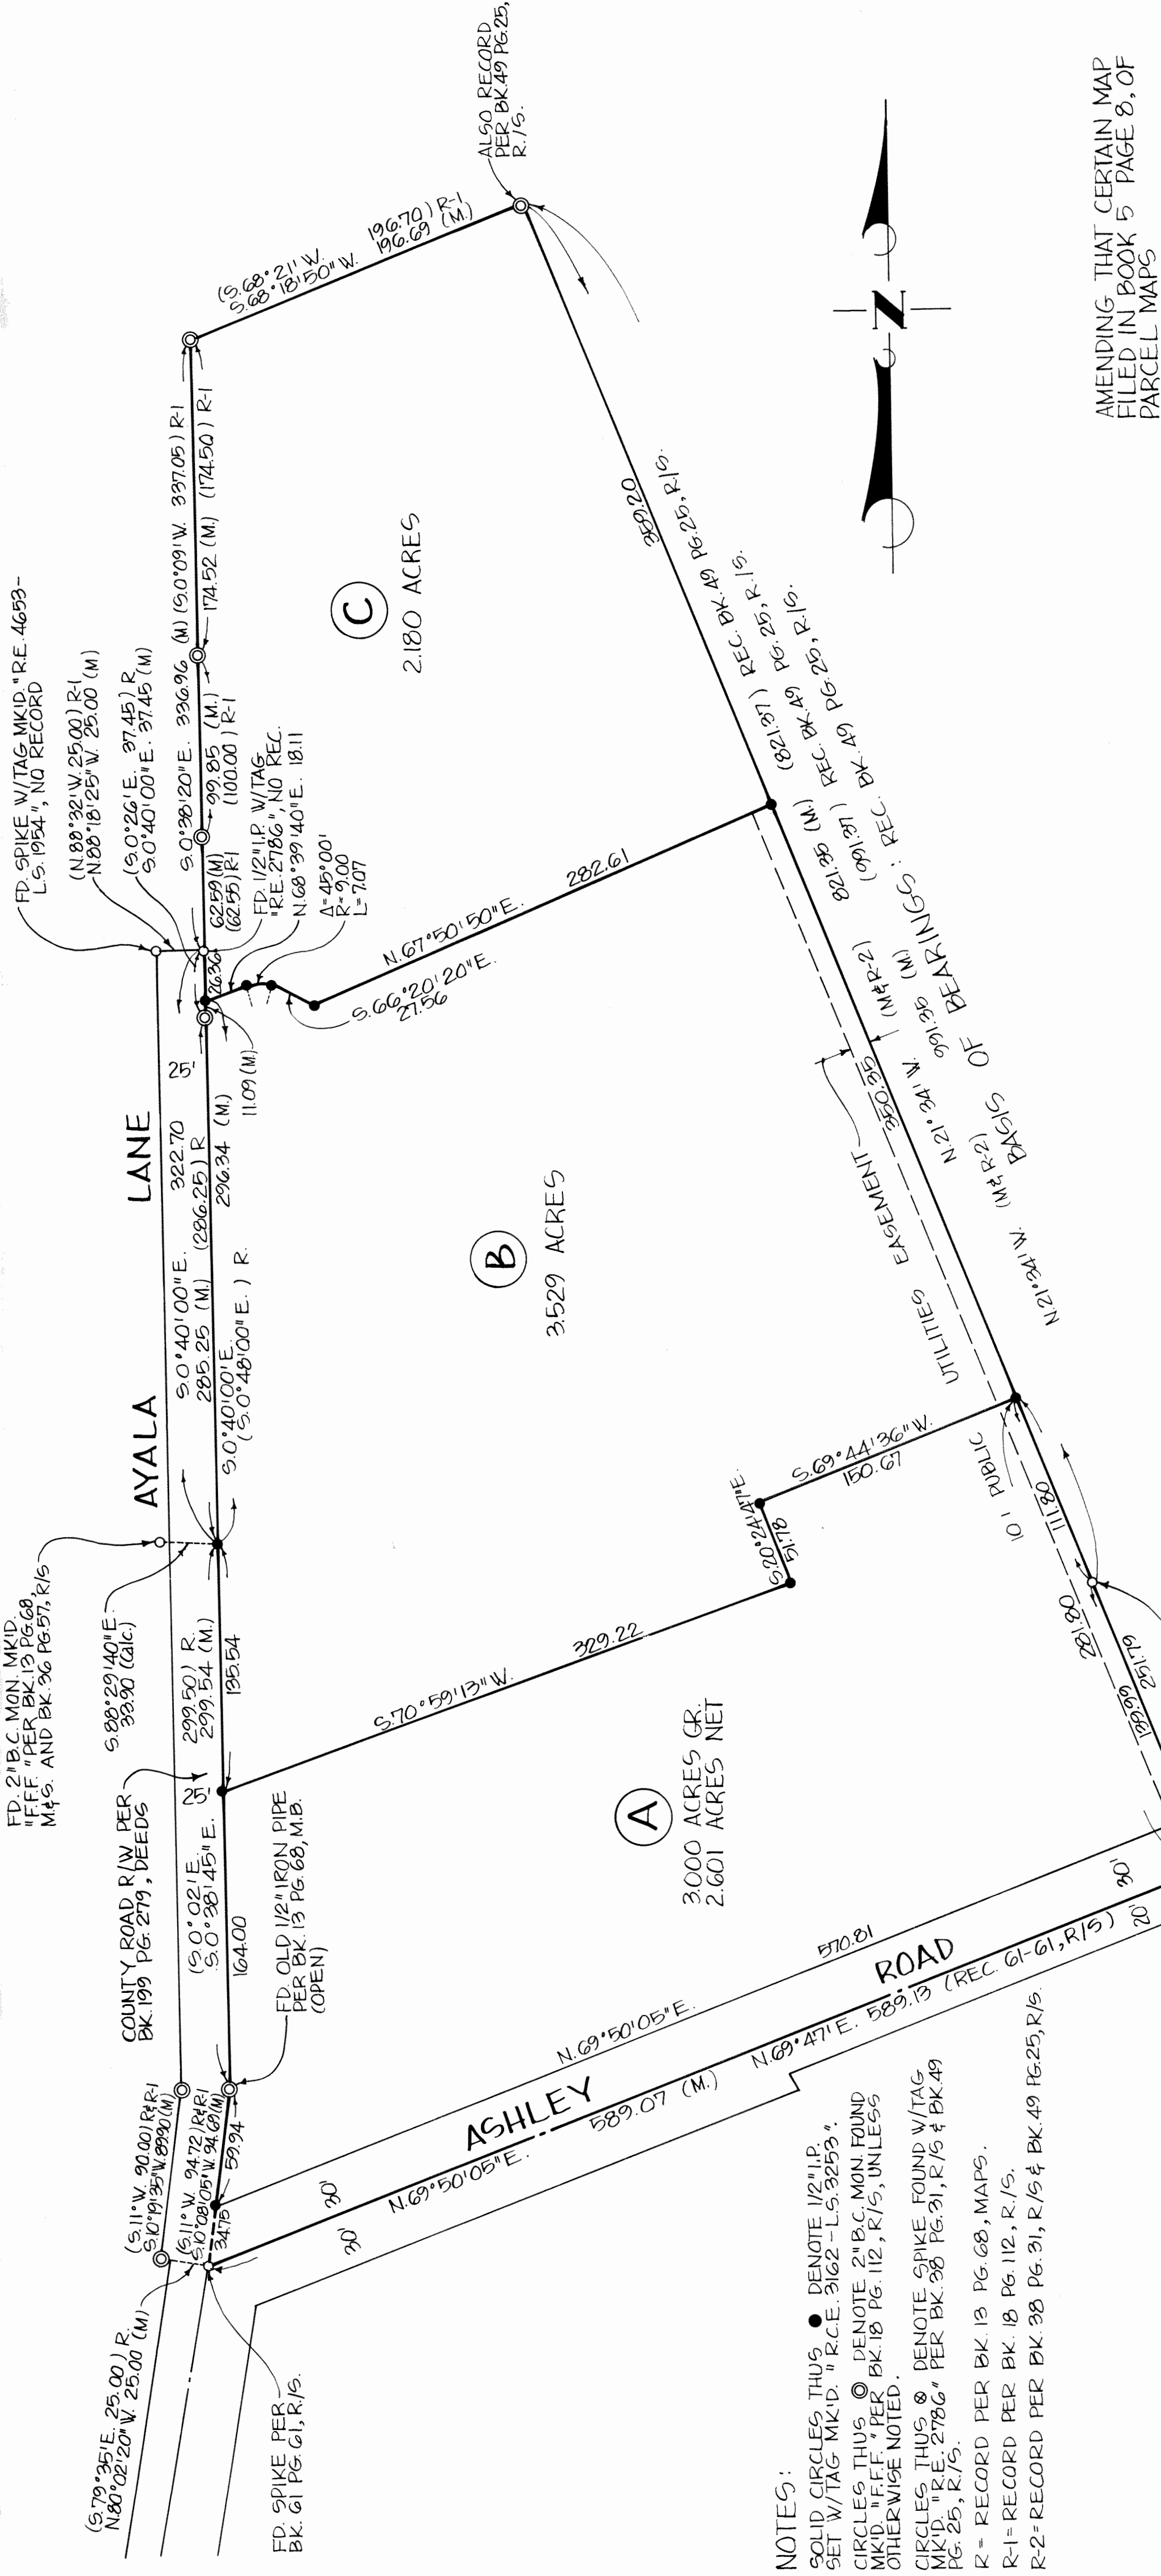 FD. SPIKE W/TAG MK'D. "R.E. 4653-
L.S. 1954", NO RECORD
(N.88°32'W. 25.00) R-1
N.88°18'25"W. 25.00 (M)
(S.0°26'E. 37.45) R
S.0°40'00"E. 37.45 (M)
S.0°38'20"E. 336.96 (M) (S.0°09'W. 337.05) R-1
174.52 (M.) (174.50) R-1
99.85 (M.)
(100.00) R-1
62.59 (M)
(62.55) R-1
FD. 1/2" I.P. W/TAG
"R.E. 2786", NO REC.
N.68°39'40"E. 18.11
Δ=45°00'
R=9.00
L=7.07
26.36
11.09 (M)
S.66°20'20"E.
27.56
N.67°50'50"E.
282.61
(S.68°21'W. 196.70) R-1
S.68°18'50"W. 196.69 (M.)
ALSO RECORD
PER BK.49 PG.25,
R./S.
C
2.180 ACRES
369.20
(821.37) REC. BK.49 PG.25, R./S.
821.35 (M) 
(991.37) REC. BK.49 PG.25, R./S.
N.21°34'W. (M&R-2)
991.35 (M)
N.21°34'W. (M&R-2)
BASIS OF BEARINGS: REC. BK. 49 PG.25, R/S.
AYALA LANE
25'
S.0°40'00"E. 322.70
285.25 (M.) (286.25) R
296.34 (M.)
S.0°40'00"E.
(S.0°48'00"E.) R.
B
3.529 ACRES
350.35
10' PUBLIC UTILITIES EASEMENT
FD. 2" B.C. MON. MK'D.
"F.F.F." PER BK.13 PG.68,
M&S. AND BK.36 PG.57, R/S
S.88°29'40"E.
33.90 (Calc.)
COUNTY ROAD R/W PER
BK.199 PG. 279, DEEDS
25'
(S.0°02'E. 299.50) R.
S.0°38'45"E. 299.54 (M.)
164.00
135.54
S.70°59'13"W. 329.22
S.20°24'47"E.
51.78
S.69°44'36"W.
150.67
111.80
281.80
251.79
139.99
A
3.000 ACRES GR.
2.601 ACRES NET
FD. OLD 1/2" IRON PIPE
PER BK.13 PG. 68, M.B.
(OPEN)
(S.11°W. 90.00) R&R-1
S.10°19'35"W. 89.90 (M)
(S.11°W. 94.72) R&R-1
S.10°08'05"W. 94.69 (M)
34.75
59.94
(S.79°35'E. 25.00) R.
N.80°02'20"W. 25.00 (M)
FD. SPIKE PER
BK. 61 PG. 61, R./S.
ASHLEY ROAD
N.69°50'05"E. 570.81
N.69°50'05"E. 589.07 (M.)
N.69°47'E. 589.13 (REC. 61-61, R/S)
30'
30'
30'
20'
N
NOTES:
SOLID CIRCLES THUS ● DENOTE 1/2" I.P.
SET W/TAG MK'D. "R.C.E. 3162 - L.S. 3253".
CIRCLES THUS ◎ DENOTE 2" B.C. MON. FOUND
MK'D. "F.F.F." PER BK.18 PG. 112, R/S, UNLESS
OTHERWISE NOTED.
CIRCLES THUS ⊗ DENOTE SPIKE FOUND W/TAG
MK'D. "R.E. 2786" PER BK.38 PG.31, R/S & BK.49
PG. 25, R/S.
R = RECORD PER BK. 13 PG. 68, MAPS.
R-1 = RECORD PER BK. 18 PG. 112, R./S.
R-2 = RECORD PER BK. 38 PG. 31, R/S & BK.49 PG.25, R/S.
AMENDING THAT CERTAIN MAP
FILED IN BOOK 5 PAGE 8, OF
PARCEL MAPS